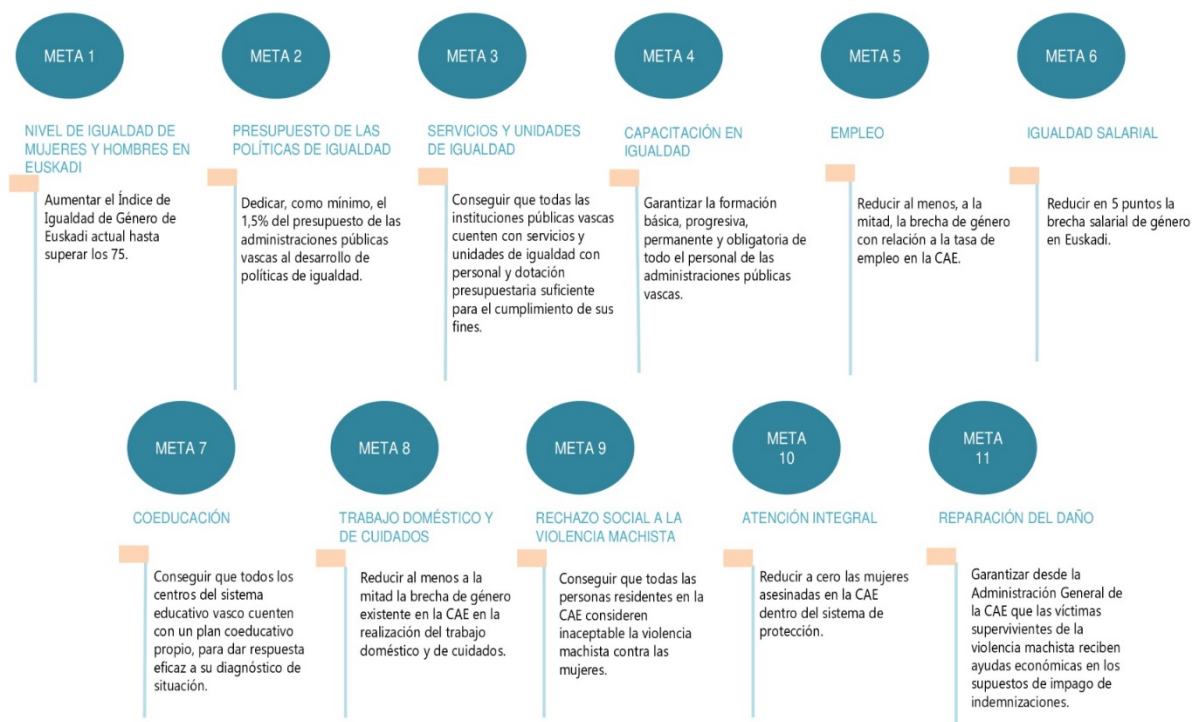 META 1
NIVEL DE IGUALDAD DE
MUJERES Y HOMBRES EN
EUSKADI
Aumentar el Índice de
Igualdad de Género de
Euskadi actual hasta
superar los 75.
META 2
PRESUPUESTO DE LAS
POLÍTICAS DE IGUALDAD
Dedicar, como mínimo, el
1,5% del presupuesto de las
administraciones públicas
vascas al desarrollo de
políticas de igualdad.
META 3
SERVICIOS Y UNIDADES
DE IGUALDAD
Conseguir que todas las
instituciones públicas vascas
cuenten con servicios y
unidades de igualdad con
personal y dotación
presupuestaria suficiente
para el cumplimiento de sus
fines.
META 4
CAPACITACIÓN EN
IGUALDAD
Garantizar la formación
básica, progresiva,
permanente y obligatoria de
todo el personal de las
administraciones públicas
vascas.
META 5
EMPLEO
Reducir al menos, a la
mitad, la brecha de género
con relación a la tasa de
empleo en la CAE.
META 6
IGUALDAD SALARIAL
Reducir en 5 puntos la
brecha salarial de género
en Euskadi.
META 7
COEDUCACIÓN
Conseguir que todos los
centros del sistema
educativo vasco cuenten
con un plan coeducativo
propio, para dar respuesta
eficaz a su diagnóstico de
situación.
META 8
TRABAJO DOMÉSTICO Y
DE CUIDADOS
Reducir al menos a la
mitad la brecha de género
existente en la CAE en la
realización del trabajo
doméstico y de cuidados.
META 9
RECHAZO SOCIAL A LA
VIOLENCIA MACHISTA
Conseguir que todas las
personas residentes en la
CAE consideren
inaceptable la violencia
machista contra las
mujeres.
META
10
ATENCIÓN INTEGRAL
Reducir a cero las mujeres
asesinadas en la CAE
dentro del sistema de
protección.
META
11
REPARACIÓN DEL DAÑO
Garantizar desde la
Administración General de
la CAE que las víctimas
supervivientes de la
violencia machista reciben
ayudas económicas en los
supuestos de impago de
indemnizaciones.